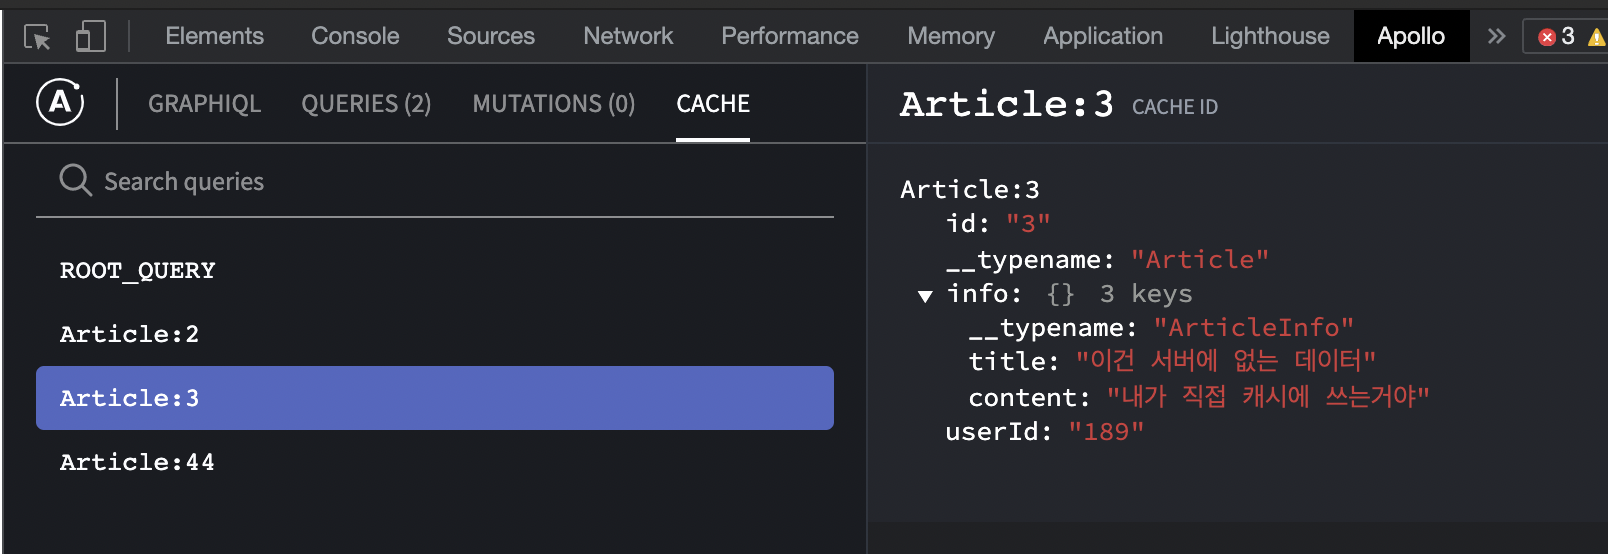 Elements Console Sources Network Performance Memory Application Lighthouse Apollo » 3
A GRAPHIQL QUERIES (2) MUTATIONS (0) CACHE
Search queries
ROOT_QUERY
Article:2
Article:3
Article:44
Article:3 CACHE ID
Article:3
id: "3"
__typename: "Article"
▼ info: {} 3 keys
__typename: "ArticleInfo"
title: "이건 서버에 없는 데이터"
content: "내가 직접 캐시에 쓰는거야"
userId: "189"